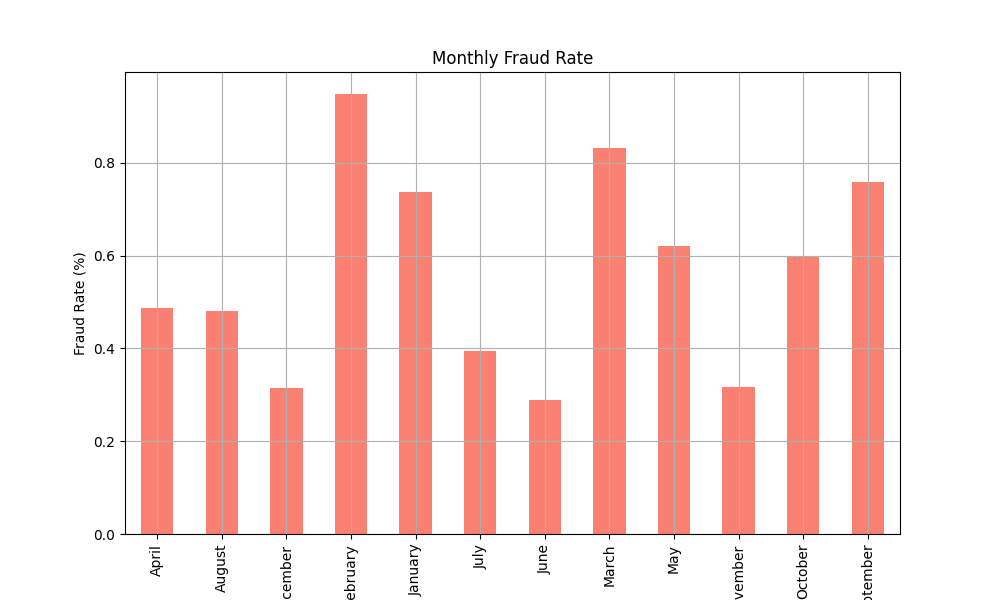 Monthly Fraud Rate
Fraud Rate (%)
0.8
0.6
0.4
0.2
0.0
April
August
cember
ebruary
January
July
June
March
May
vember
October
ptember